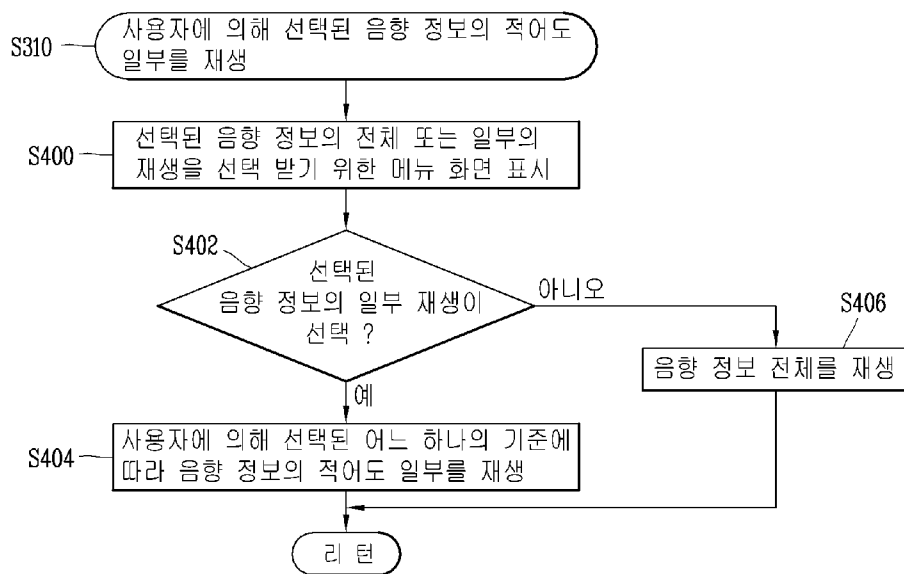 S310
사용자에 의해 선택된 음향 정보의 적어도
일부를 재생
S400
선택된 음향 정보의 전체 또는 일부의
재생을 선택 받기 위한 메뉴 화면 표시
S402
선택된
음향 정보의 일부 재생이
선택 ?
아니오
S406
음향 정보 전체를 재생
예
S404
사용자에 의해 선택된 어느 하나의 기준에
따라 음향 정보의 적어도 일부를 재생
리 턴